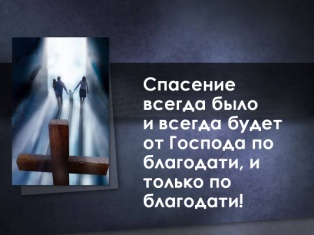 Спасение
всегда было
и всегда будет
от Господа по
благодати, и
только по
благодати!